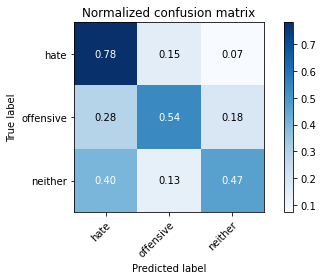 Normalized confusion matrix
hate 0.78 0.15 0.07
offensive 0.28 0.54 0.18
neither 0.40 0.13 0.47
hate offensive neither
True label
Predicted label
0.7
0.6
0.5
0.4
0.3
0.2
0.1